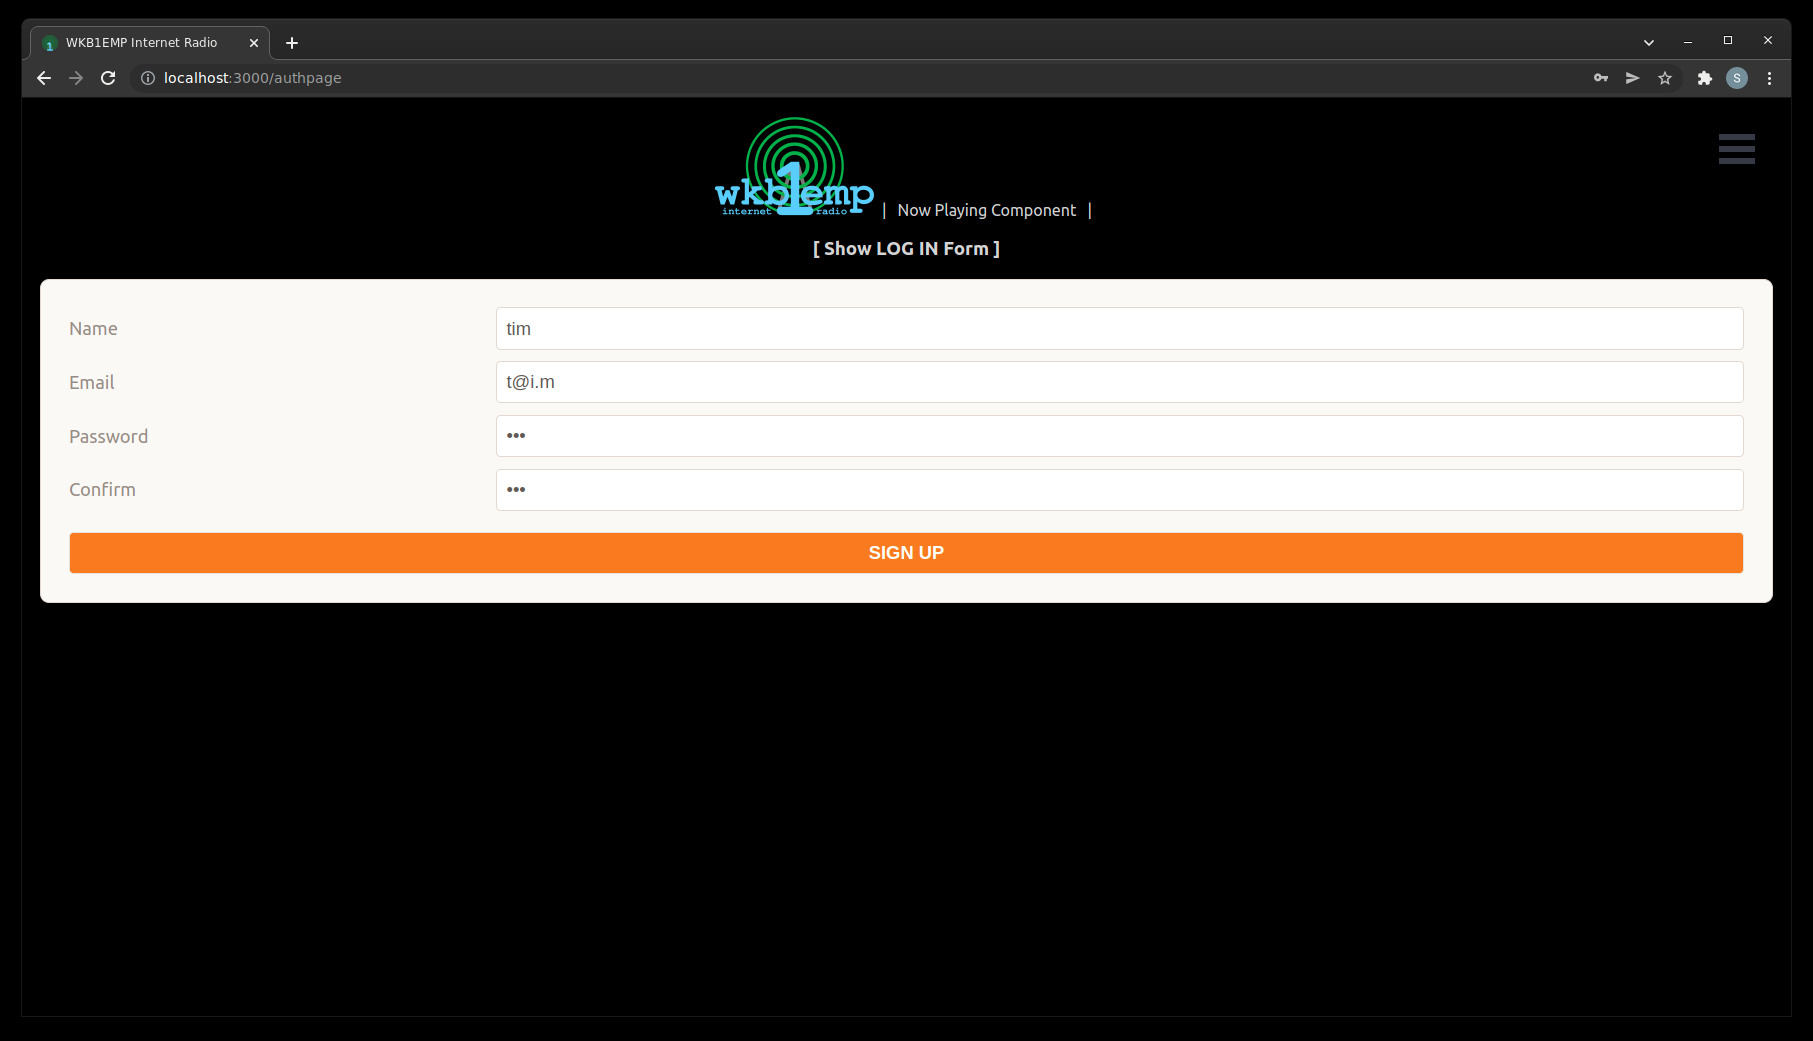 WKB1EMP Internet Radio
localhost:3000/authpage
S
wkb1emp
internet radio
| Now Playing Component |
[ Show LOG IN Form ]
Name
tim
Email
t@i.m
Password
•••
Confirm
•••
SIGN UP